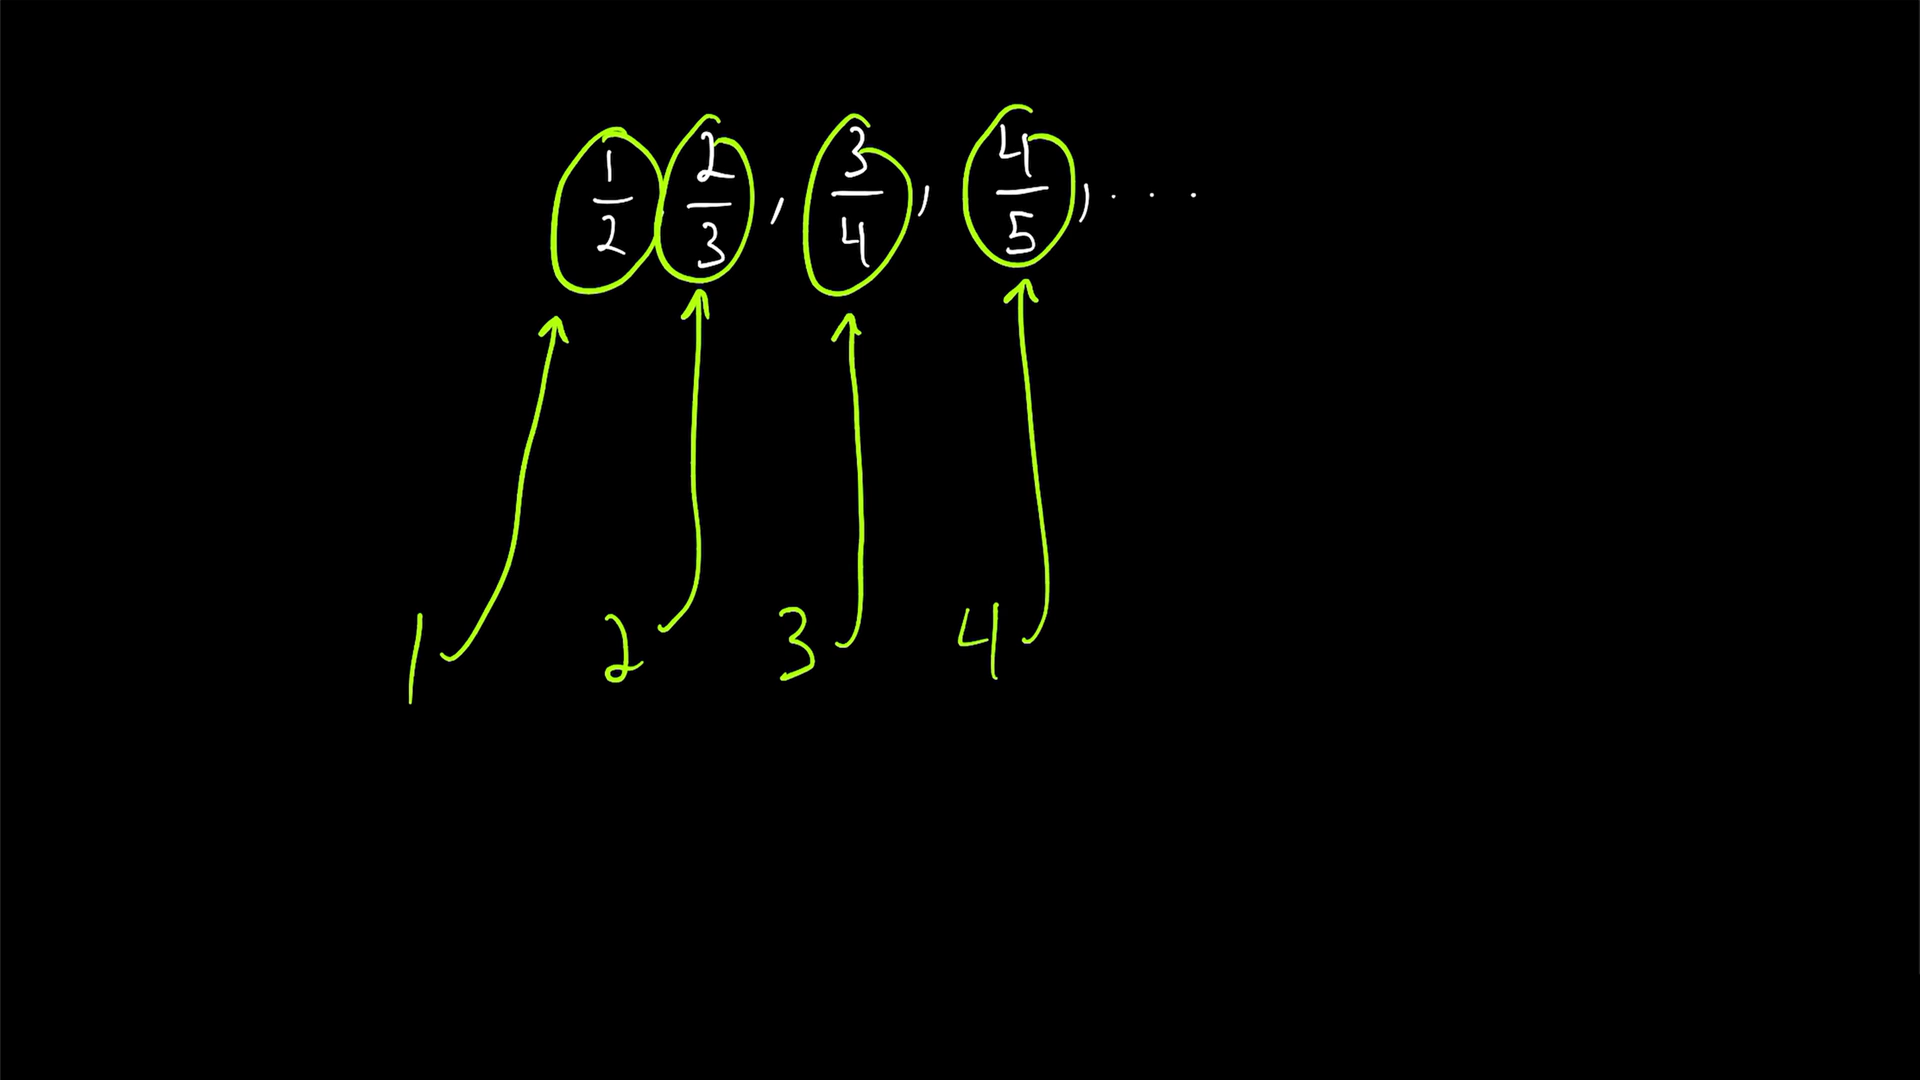 1/2 2/3 , 3/4 , 4/5 , ....
1 2 3 4